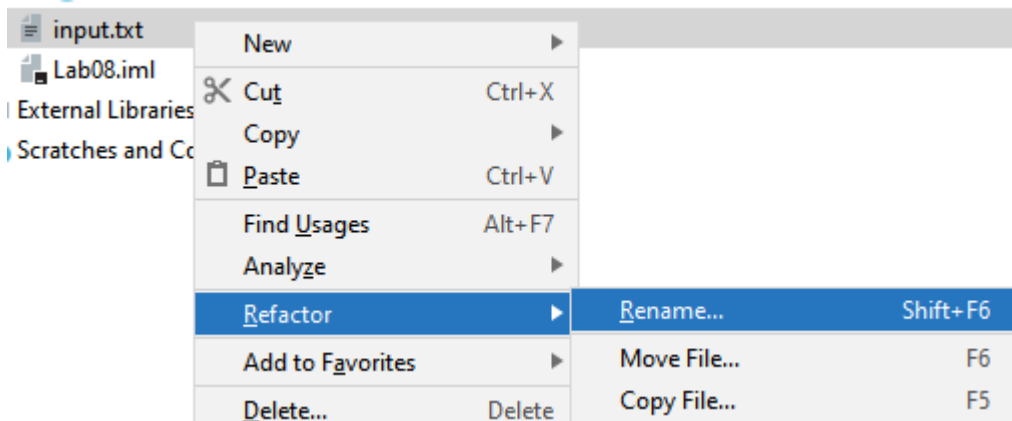 input.txt
Lab08.iml
External Libraries
Scratches and Co
New
Cut Ctrl+X
Copy
Paste Ctrl+V
Find Usages Alt+F7
Analyze
Refactor
Add to Favorites
Delete... Delete
Rename... Shift+F6
Move File... F6
Copy File... F5